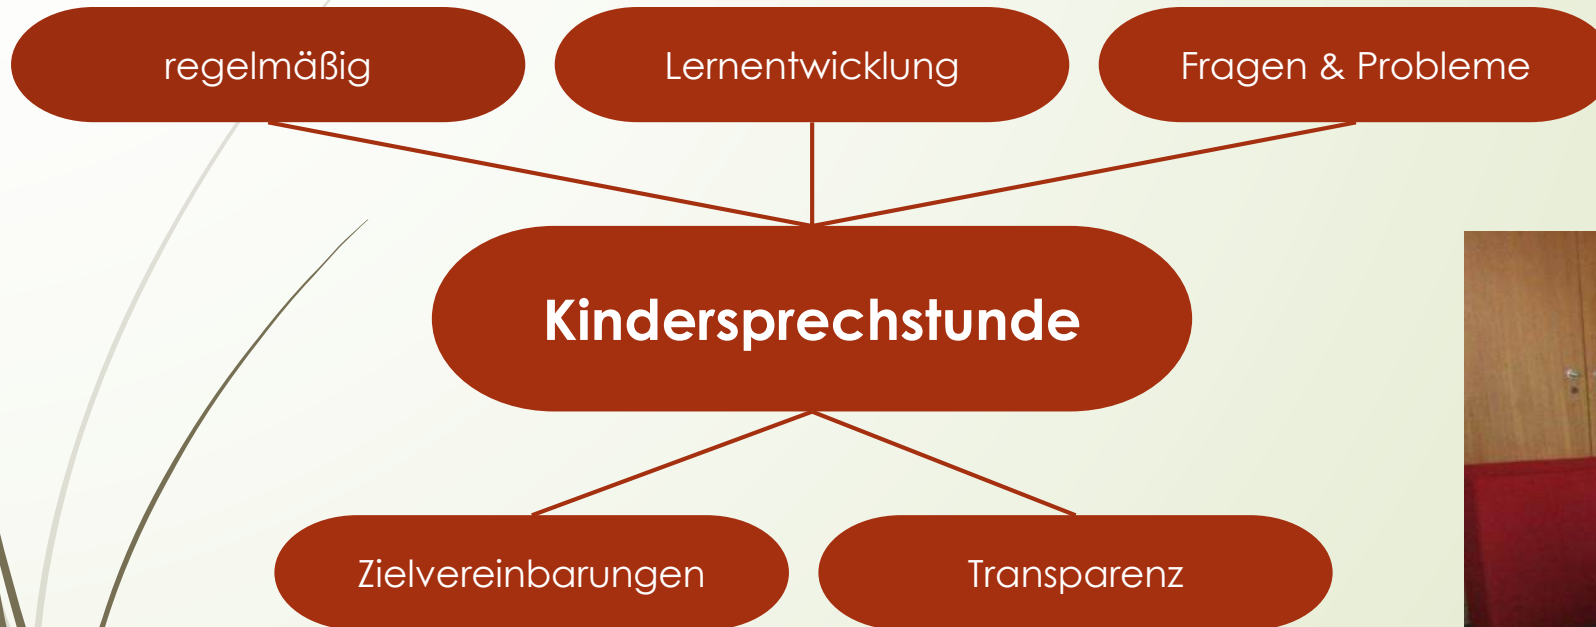 regelmäßig
Lernentwicklung
Fragen & Probleme
Kindersprechstunde
Zielvereinbarungen
Transparenz